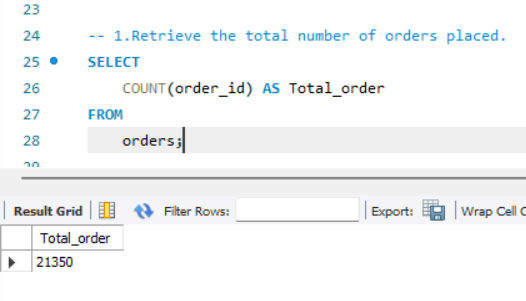 23
24 -- 1.Retrieve the total number of orders placed.
25 SELECT
26 COUNT(order_id) AS Total_order
27 FROM
28 orders;
29
Result Grid Filter Rows: Export: Wrap Cell C
Total_order
21350